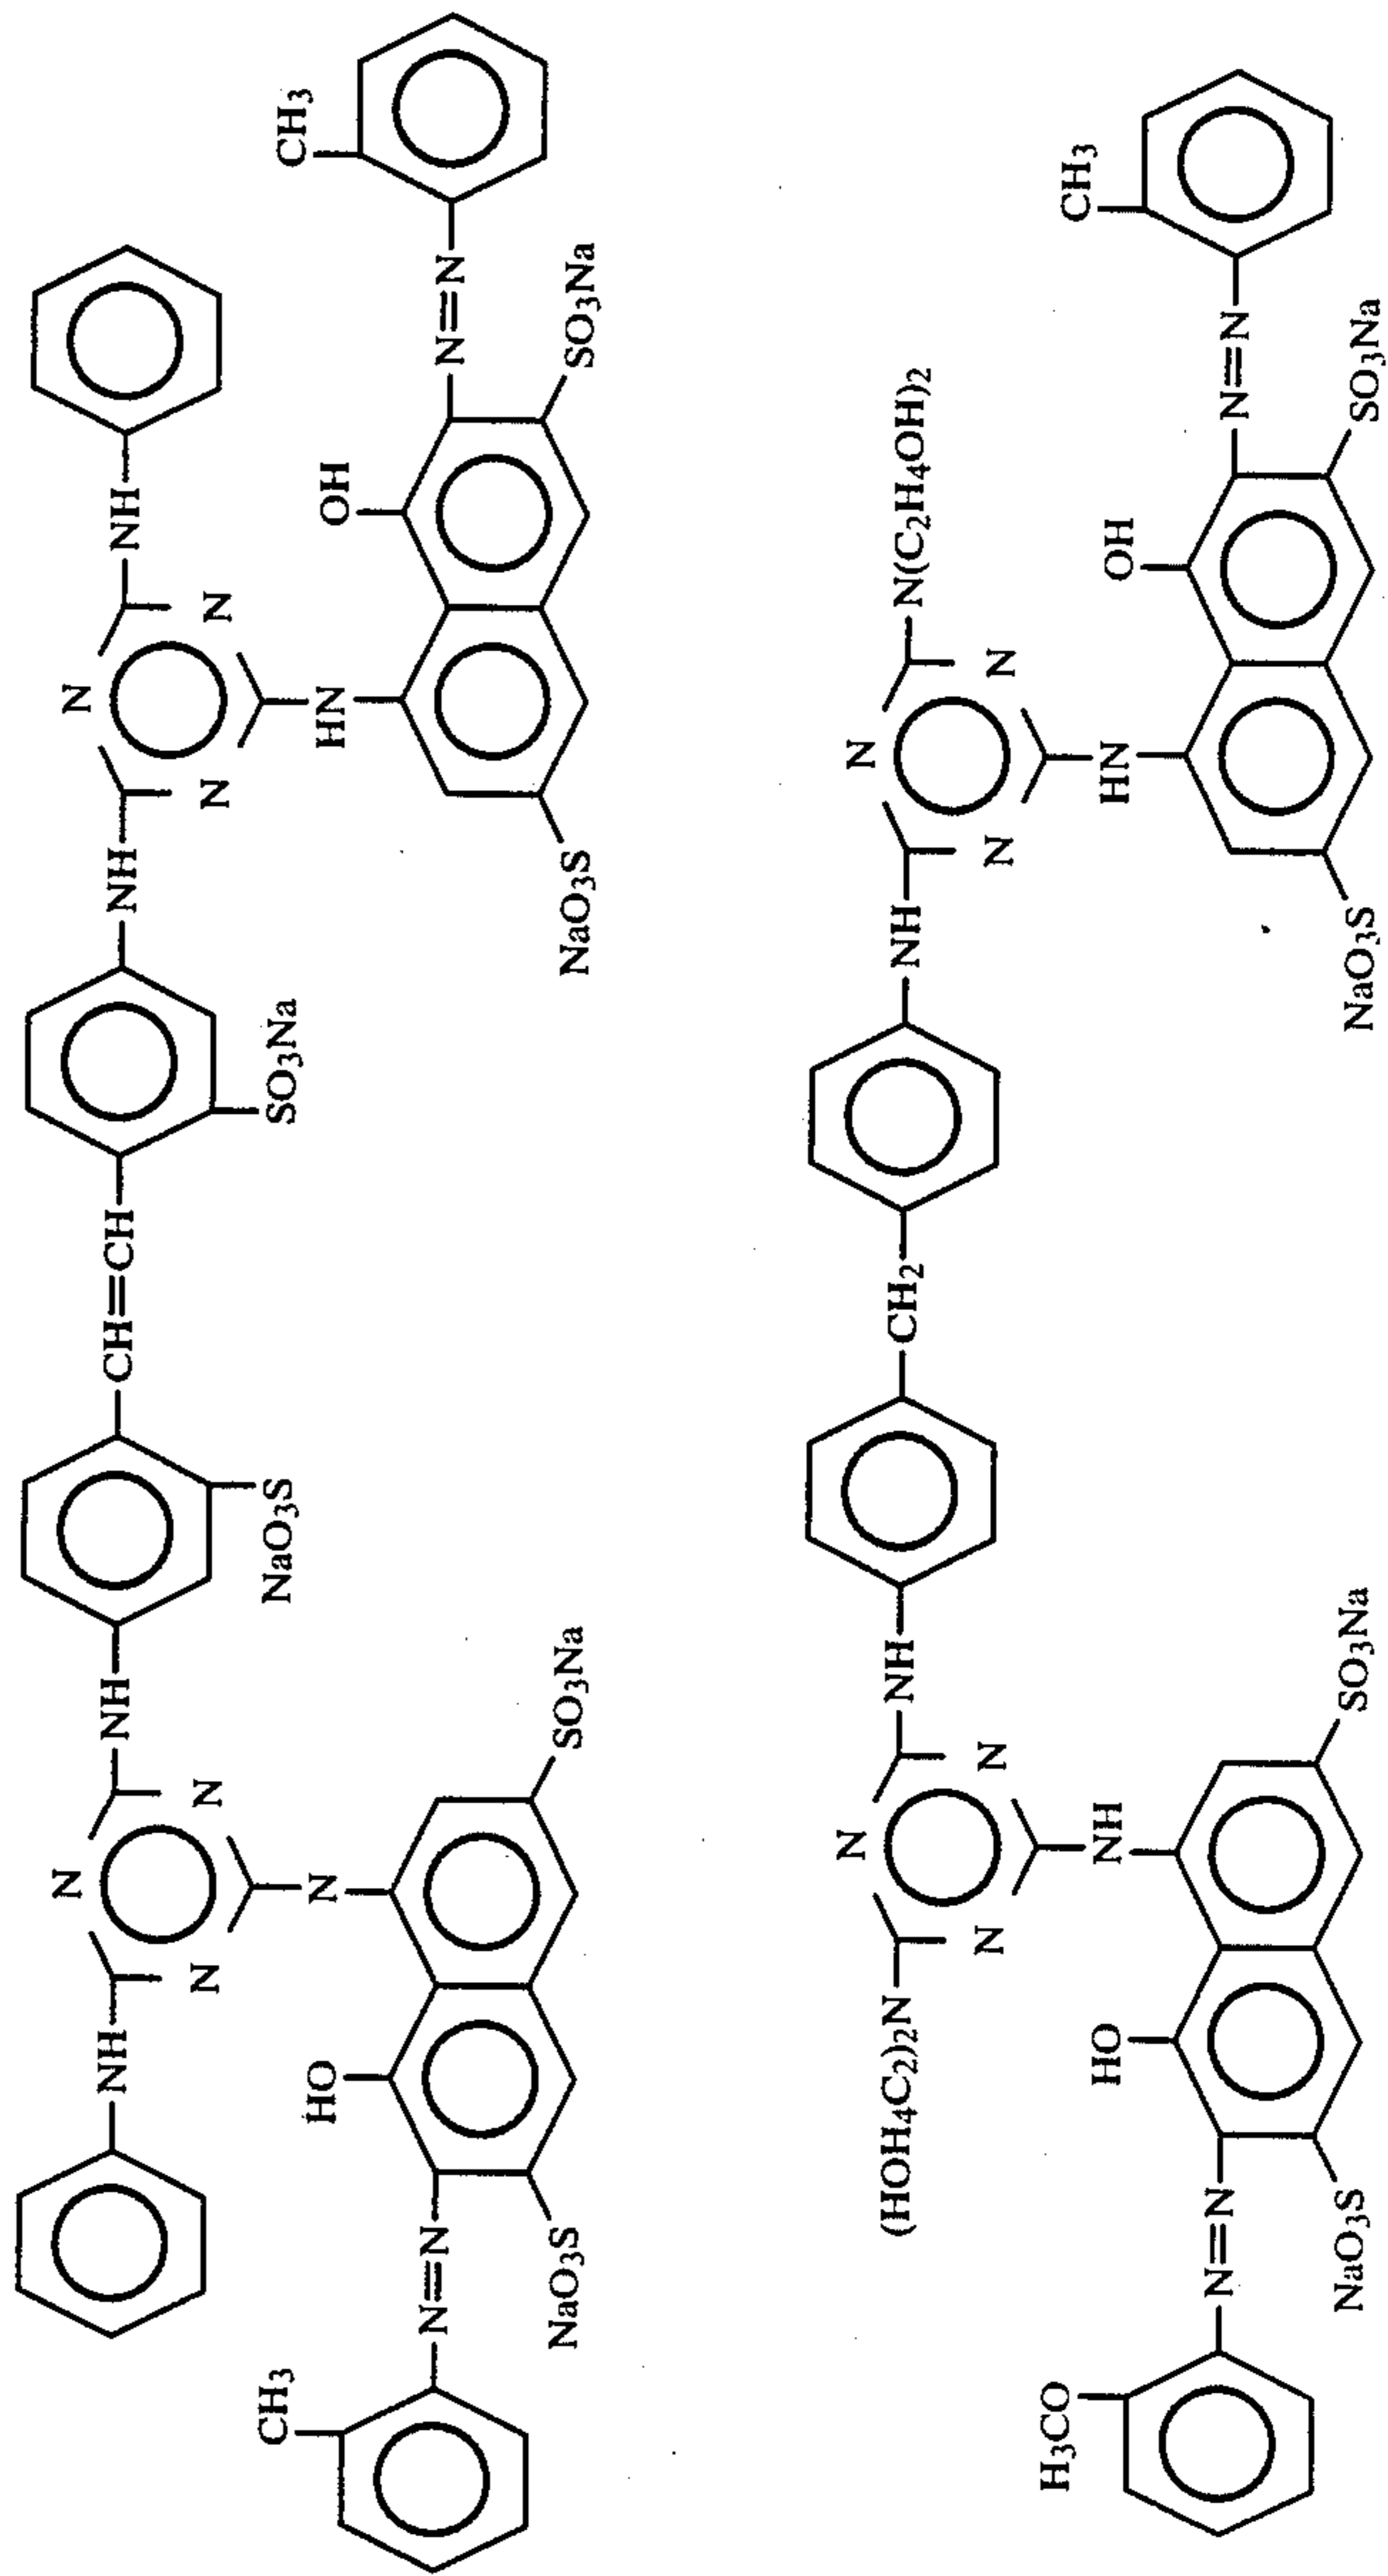 N N
NH NH CH=CH NH NH
N N N N
CH3 NaO3S SO3Na CH3
HO N HN OH
N=N N=N
NaO3S SO3Na NaO3S SO3Na
N N
(HOH4C2)2N NH CH2 NH N(C2H4OH)2
N N N N
H3CO CH3
HO NH HN OH
N=N N=N
NaO3S SO3Na NaO3S SO3Na